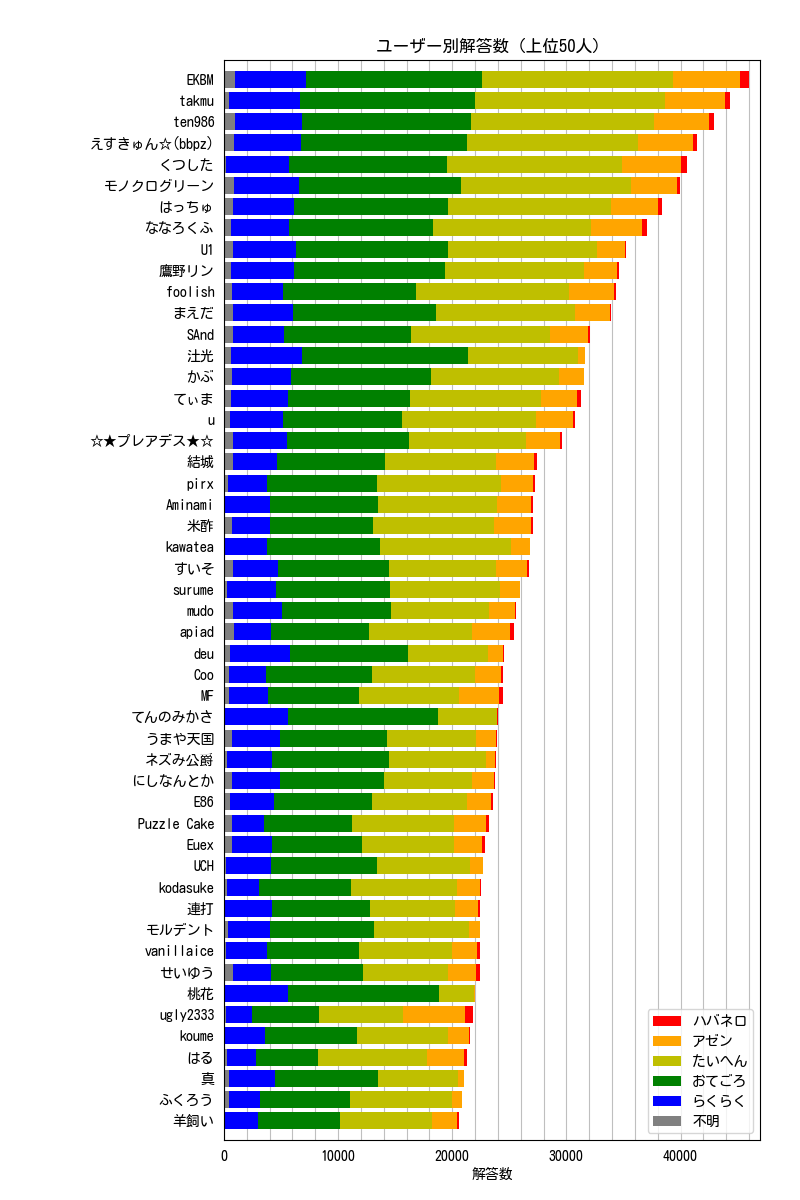 ユーザー別解答数 (上位50人)
EKBM
takmu
ten986
えすきゅん☆(bbpz)
くつした
モノクログリーン
はっちゅ
ななろくふ
U1
鷹野リン
foolish
まえだ
SAnd
汢光
かぶ
てぃま
u
☆★プレアデス★☆
結城
pirx
Aminami
米酢
kawatea
すいそ
surume
mudo
apiad
deu
Coo
MF
てんのみかさ
うまや天国
ネズみ公爵
にしなんとか
E86
Puzzle Cake
Euex
UCH
kodasuke
連打
モルデント
vanillaice
せいゆう
桃花
ugly2333
koume
はる
真
ふくろう
羊飼い
ハバネロ
アゼン
たいへん
おてごろ
らくらく
不明
0 10000 20000 30000 40000
解答数